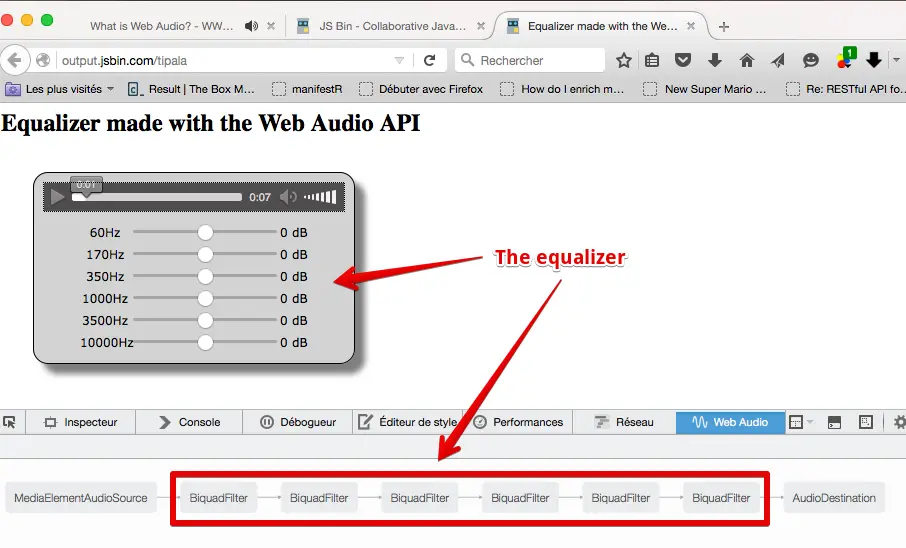 What is Web Audio? - WW...
JS Bin - Collaborative Java...
Equalizer made with the We...
output.jsbin.com/tipala
Rechercher
1
Les plus visités
Result | The Box M...
manifestR
Débuter avec Firefox
How do I enrich m...
New Super Mario ...
Re: RESTful API fo...
Equalizer made with the Web Audio API
0:01
0:07
60Hz 0 dB
170Hz 0 dB
350Hz 0 dB
1000Hz 0 dB
3500Hz 0 dB
10000Hz 0 dB
The equalizer
Inspecteur
Console
Débogueur
Éditeur de style
Performances
Réseau
Web Audio
MediaElementAudioSource
BiquadFilter
BiquadFilter
BiquadFilter
BiquadFilter
BiquadFilter
BiquadFilter
AudioDestination